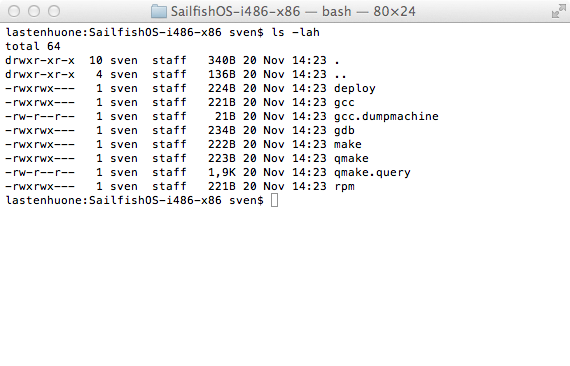 SailfishOS-i486-x86 — bash — 80×24
lastenhuone:SailfishOS-i486-x86 sven$ ls -lah
total 64
drwxr-xr-x  10 sven  staff   340B 20 Nov 14:23 .
drwxr-xr-x   4 sven  staff   136B 20 Nov 14:23 ..
-rwxrwx---   1 sven  staff   224B 20 Nov 14:23 deploy
-rwxrwx---   1 sven  staff   221B 20 Nov 14:23 gcc
-rw-r--r--   1 sven  staff    21B 20 Nov 14:23 gcc.dumpmachine
-rwxrwx---   1 sven  staff   234B 20 Nov 14:23 gdb
-rwxrwx---   1 sven  staff   222B 20 Nov 14:23 make
-rwxrwx---   1 sven  staff   223B 20 Nov 14:23 qmake
-rw-r--r--   1 sven  staff   1,9K 20 Nov 14:23 qmake.query
-rwxrwx---   1 sven  staff   221B 20 Nov 14:23 rpm
lastenhuone:SailfishOS-i486-x86 sven$